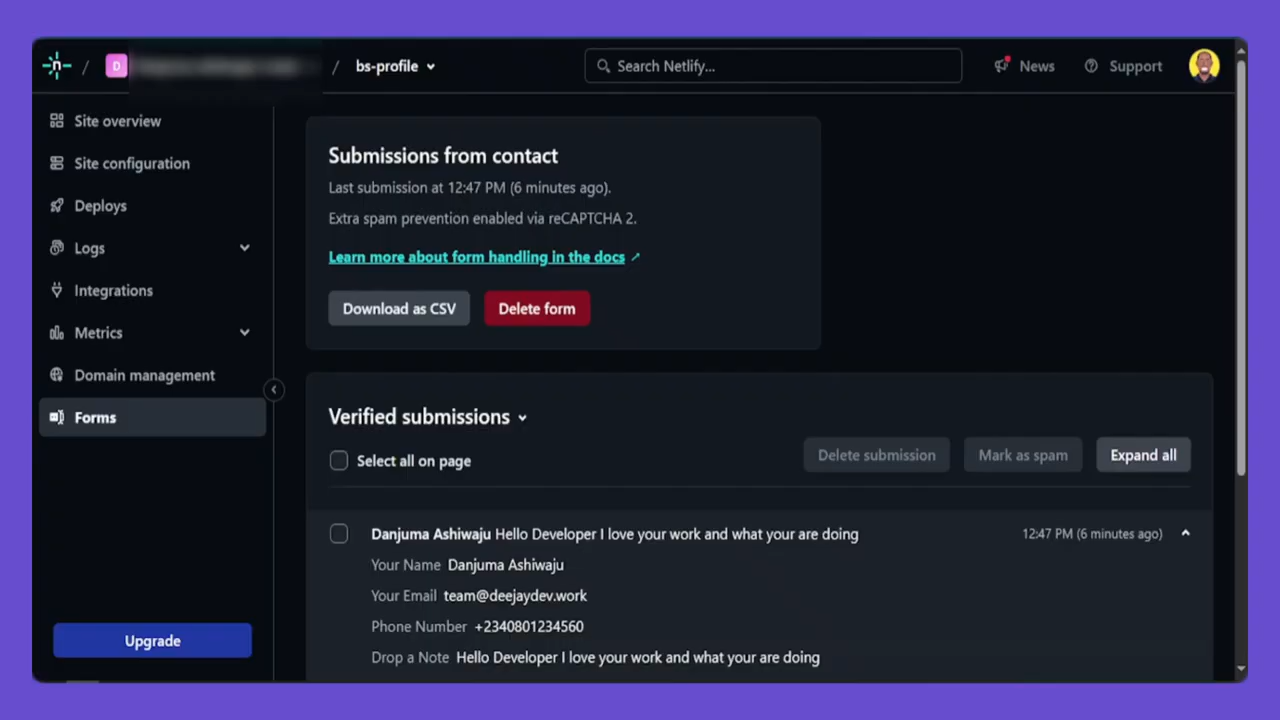 n / D / bs-profile
Search Netlify...
News
Support
Site overview
Site configuration
Deploys
Logs
Integrations
Metrics
Domain management
Forms
Upgrade
Submissions from contact
Last submission at 12:47 PM (6 minutes ago).
Extra spam prevention enabled via reCAPTCHA 2.
Learn more about form handling in the docs
Download as CSV
Delete form
Verified submissions
Select all on page
Delete submission
Mark as spam
Expand all
Danjuma Ashiwaju Hello Developer I love your work and what your are doing
12:47 PM (6 minutes ago)
Your Name Danjuma Ashiwaju
Your Email team@deejaydev.work
Phone Number +2340801234560
Drop a Note Hello Developer I love your work and what your are doing